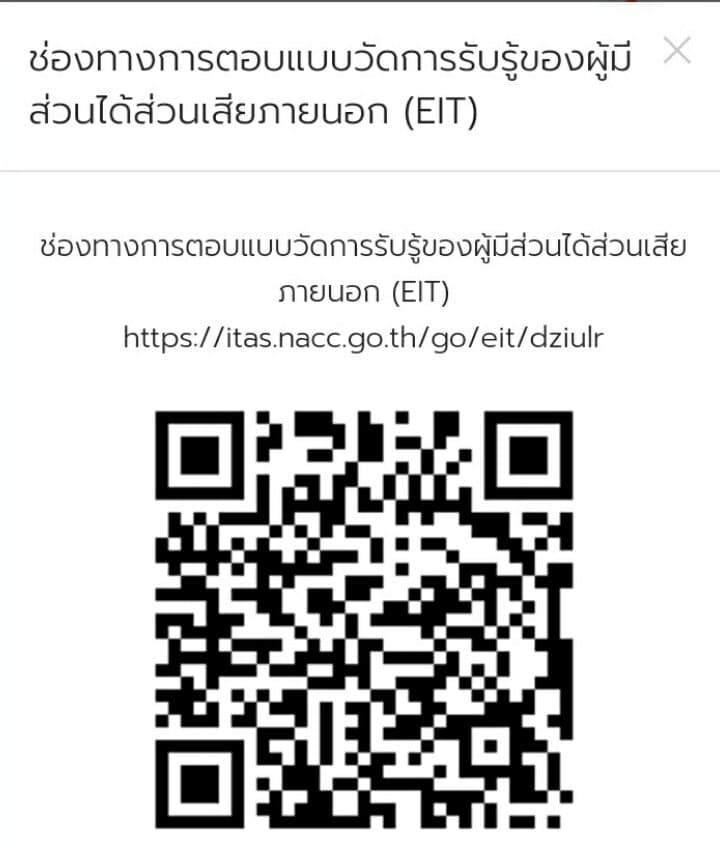 ช่องทางการตอบแบบวัดการรับรู้ของผู้มี
ส่วนได้ส่วนเสียภายนอก (EIT)
ช่องทางการตอบแบบวัดการรับรู้ของผู้มีส่วนได้ส่วนเสีย
ภายนอก (EIT)
https://itas.nacc.go.th/go/eit/dziulr